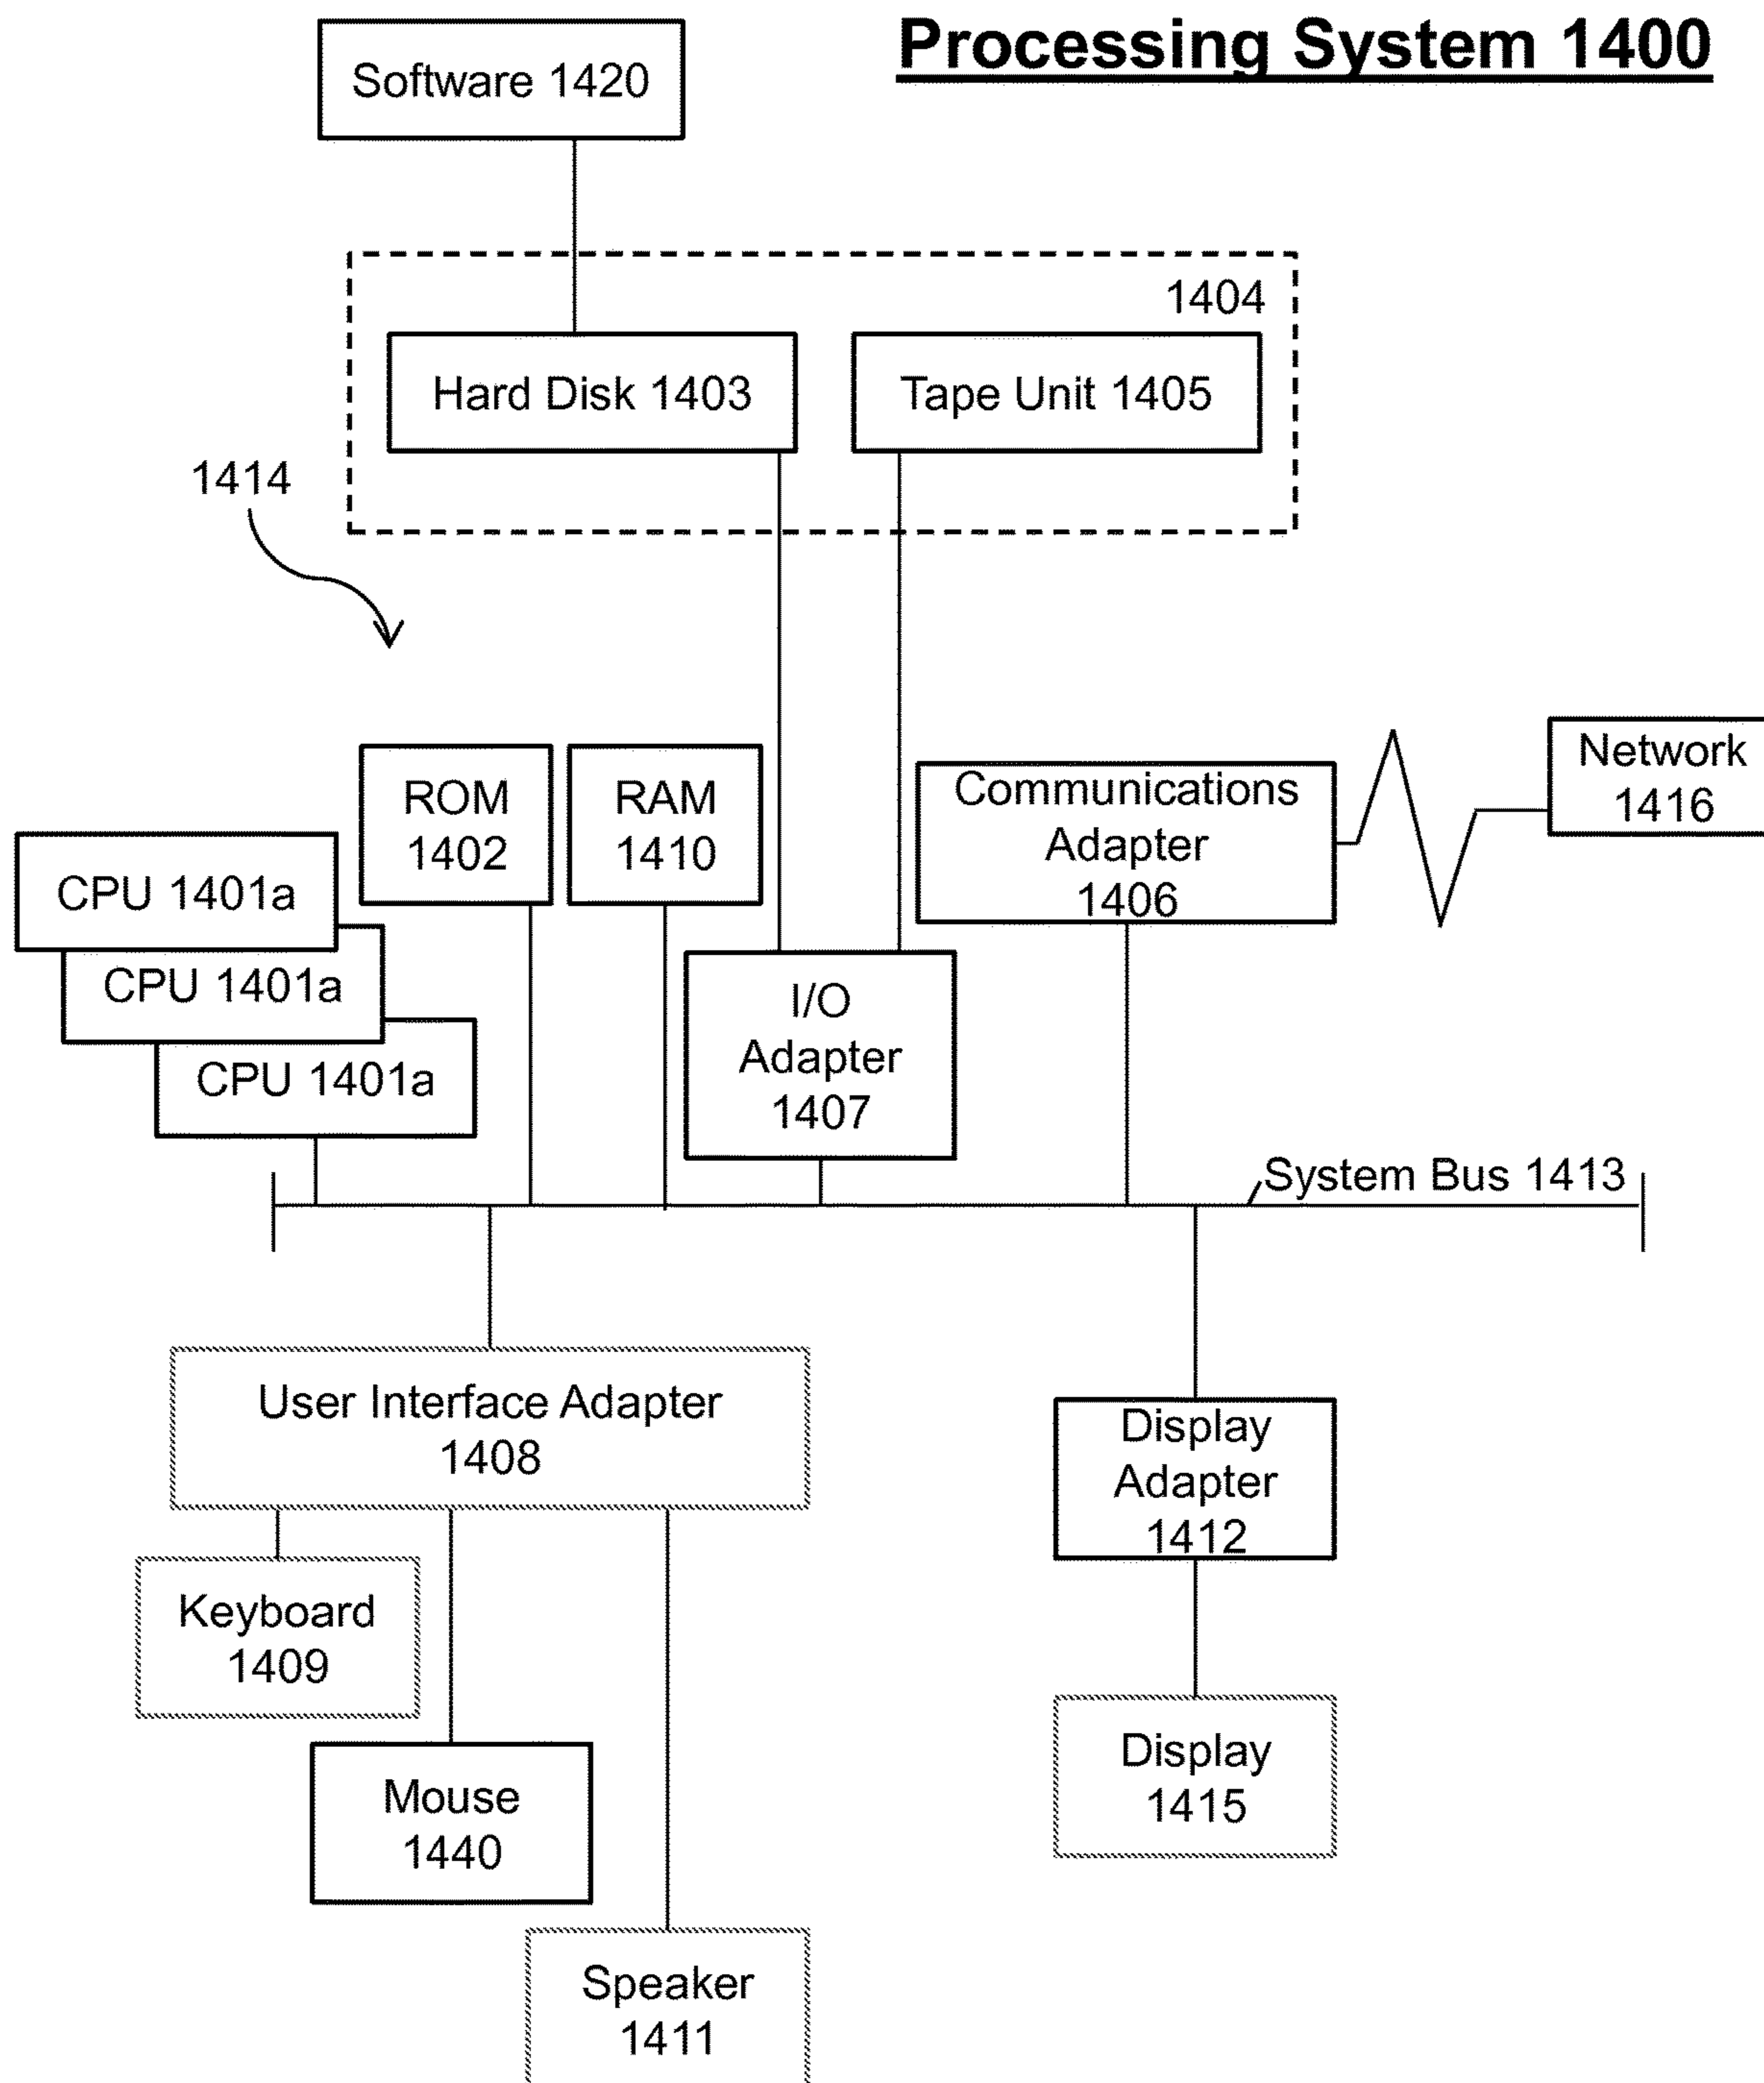 Processing System 1400
Software 1420
1404
Hard Disk 1403
Tape Unit 1405
1414
ROM
1402
RAM
1410
Communications
Adapter
1406
Network
1416
CPU 1401a
CPU 1401a
CPU 1401a
I/O
Adapter
1407
System Bus 1413
User Interface Adapter
1408
Display
Adapter
1412
Keyboard
1409
Mouse
1440
Display
1415
Speaker
1411